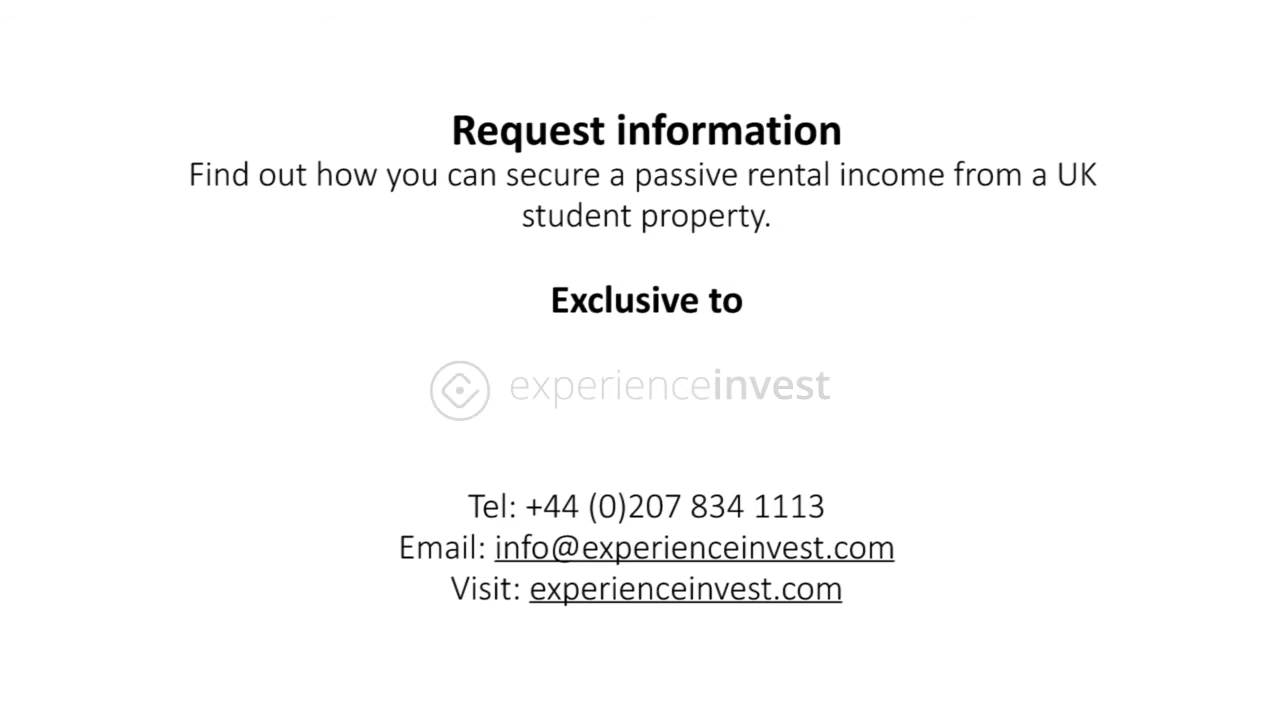 Request information
Find out how you can secure a passive rental income from a UK
student property.
Exclusive to
experienceinvest
Tel: +44 (0)207 834 1113
Email: info@experienceinvest.com
Visit: experienceinvest.com